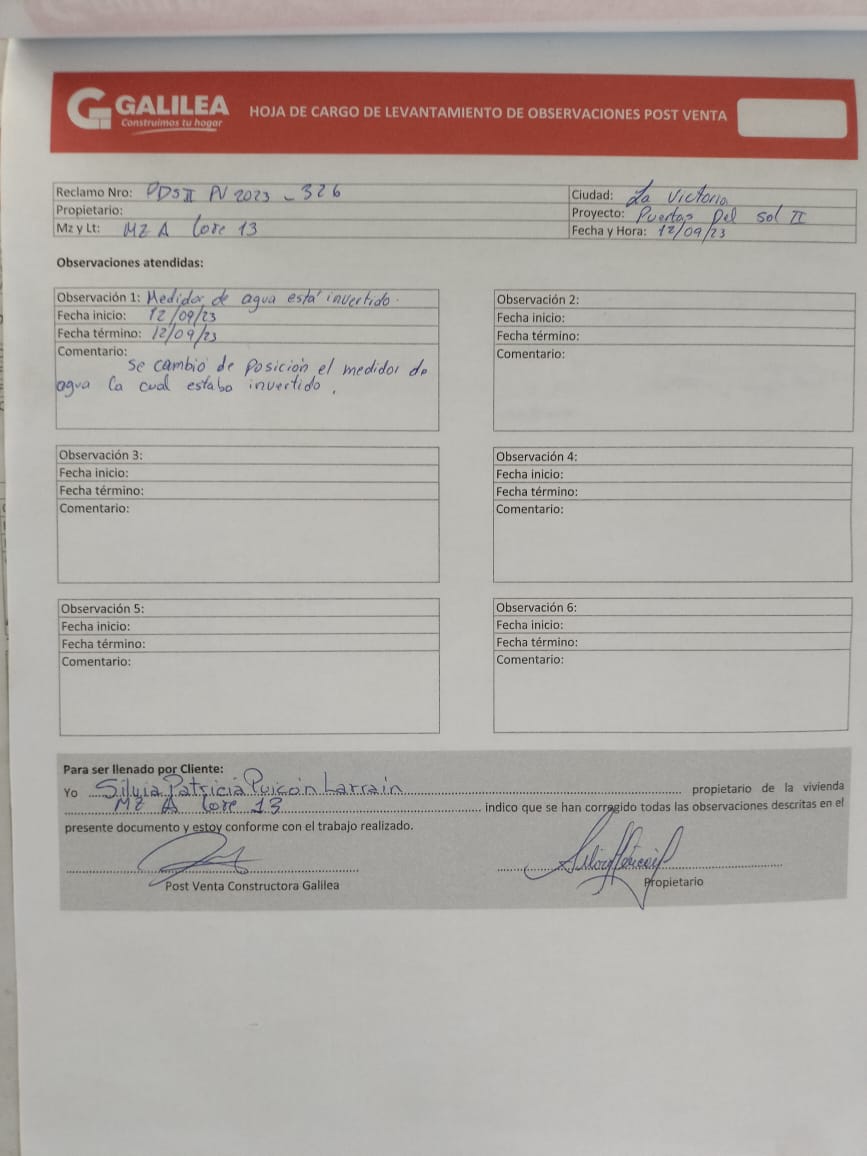 GALILEA
Construimos tu hogar
HOJA DE CARGO DE LEVANTAMIENTO DE OBSERVACIONES POST VENTA
Reclamo Nro: PDSII PV 2023 - 326
Propietario:
Mz y Lt: MZ A Lote 13
Ciudad: La Victoria
Proyecto: Puertas Del sol II
Fecha y Hora: 12/09/23
Observaciones atendidas:
Observación 1: Medidor de agua está invertido.
Fecha inicio: 12/09/23
Fecha término: 12/09/23
Comentario: se cambio de Posición el medidor de
agua la cual estaba invertido.
Observación 2:
Fecha inicio:
Fecha término:
Comentario:
Observación 3:
Fecha inicio:
Fecha término:
Comentario:
Observación 4:
Fecha inicio:
Fecha término:
Comentario:
Observación 5:
Fecha inicio:
Fecha término:
Comentario:
Observación 6:
Fecha inicio:
Fecha término:
Comentario:
Para ser llenado por Cliente:
Yo Silvia Patricia Puicón Larrain propietario de la vivienda
MZ A Lote 13 indico que se han corregido todas las observaciones descritas en el
presente documento y estoy conforme con el trabajo realizado.
Post Venta Constructora Galilea
Propietario